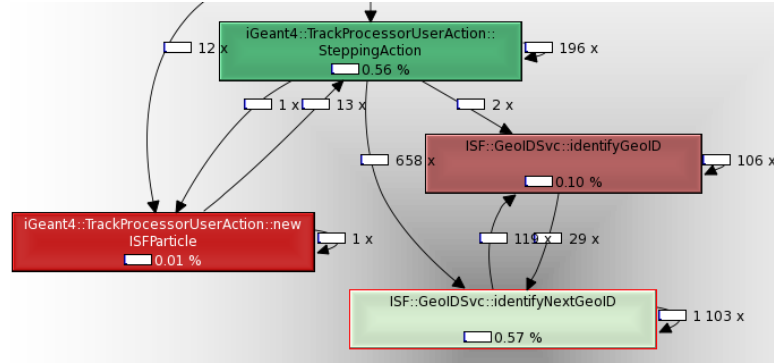 iGeant4::TrackProcessorUserAction::
SteppingAction
0.56 %
12 x
196 x
1 x
13 x
2 x
ISF::GeoIDSvc::identifyGeoID
0.10 %
658 x
106 x
iGeant4::TrackProcessorUserAction::new
ISFParticle
0.01 %
1 x
119 x
29 x
ISF::GeoIDSvc::identifyNextGeoID
0.57 %
1 103 x